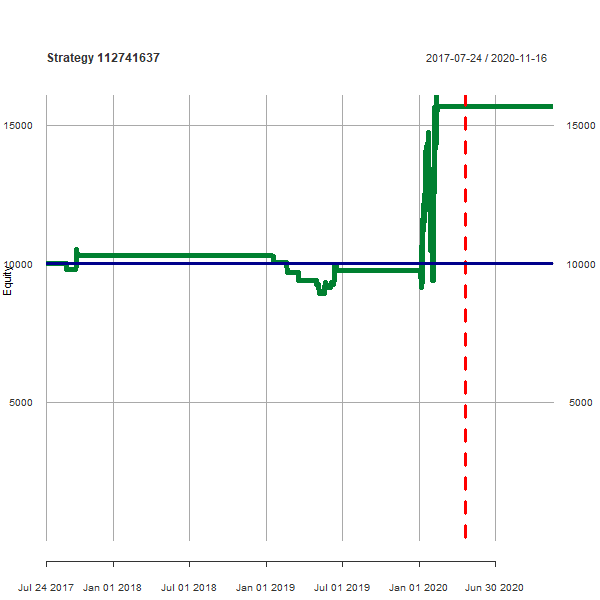 Strategy 112741637
2017-07-24 / 2020-11-16
15000 15000
10000 10000
Equity
5000 5000
Jul 24 2017 Jan 01 2018 Jul 01 2018 Jan 01 2019 Jul 01 2019 Jan 01 2020 Jun 30 2020